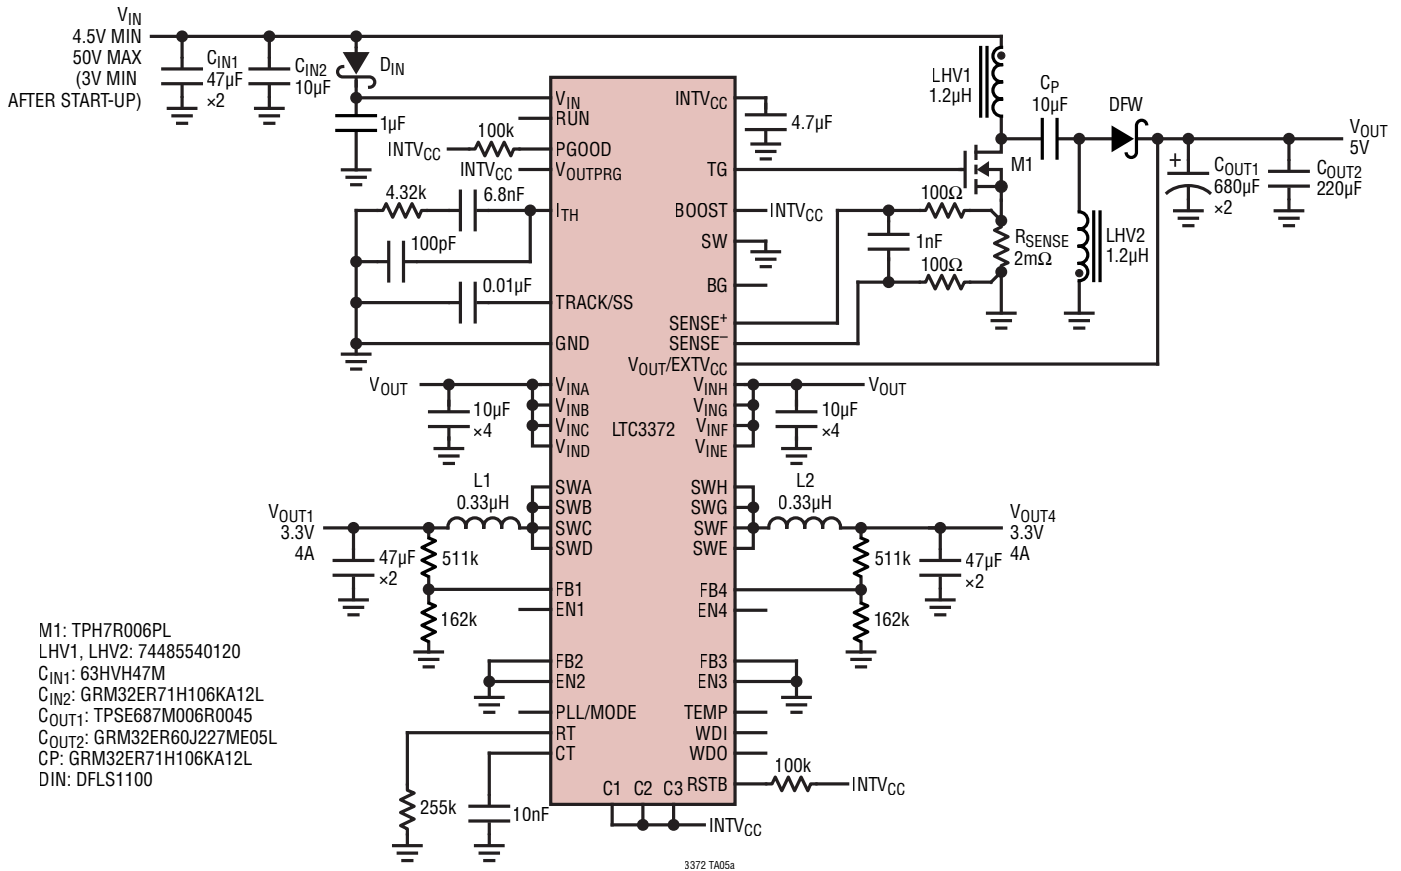 VIN
4.5V MIN
50V MAX
(3V MIN
AFTER START-UP)
CIN1
47µF
×2
CIN2
10µF
DIN
1µF
INTVCC
100k
INTVCC
4.32k
6.8nF
100pF
0.01µF
VIN
RUN
PGOOD
VOUTPRG
ITH
TRACK/SS
GND
VINA
VINB
VINC
VIND
SWA
SWB
SWC
SWD
FB1
EN1
FB2
EN2
PLL/MODE
RT
CT
LTC3372
C1 C2 C3
INTVCC
TG
BOOST
SW
BG
SENSE+
SENSE–
VOUT/EXTVCC
VINH
VING
VINF
VINE
SWH
SWG
SWF
SWE
FB4
EN4
FB3
EN3
TEMP
WDI
WDO
RSTB
4.7µF
INTVCC
LHV1
1.2µH
CP
10µF
DFW
M1
100Ω
1nF
100Ω
RSENSE
2mΩ
LHV2
1.2µH
+
COUT1
680µF
×2
COUT2
220µF
VOUT
5V
VOUT
10µF
×4
10µF
×4
VOUT
L1
0.33µH
VOUT1
3.3V
4A
47µF
×2
511k
162k
L2
0.33µH
VOUT4
3.3V
4A
511k
47µF
×2
162k
255k
10nF
100k
INTVCC
INTVCC
M1: TPH7R006PL
LHV1, LHV2: 74485540120
CIN1: 63HVH47M
CIN2: GRM32ER71H106KA12L
COUT1: TPSE687M006R0045
COUT2: GRM32ER60J227ME05L
CP: GRM32ER71H106KA12L
DIN: DFLS1100
3372 TA05a